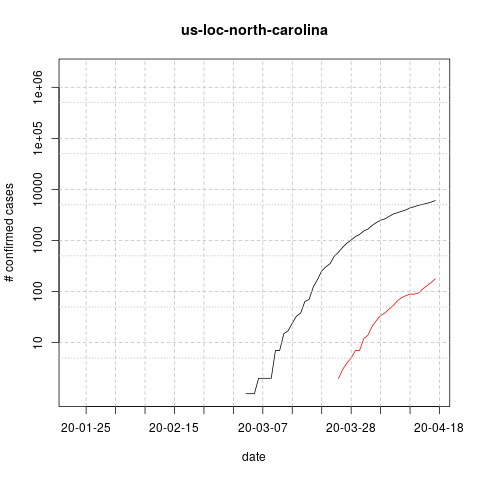 us-loc-north-carolina
# confirmed cases
1e+06
1e+05
10000
1000
100
10
20-01-25 20-02-15 20-03-07 20-03-28 20-04-18
date